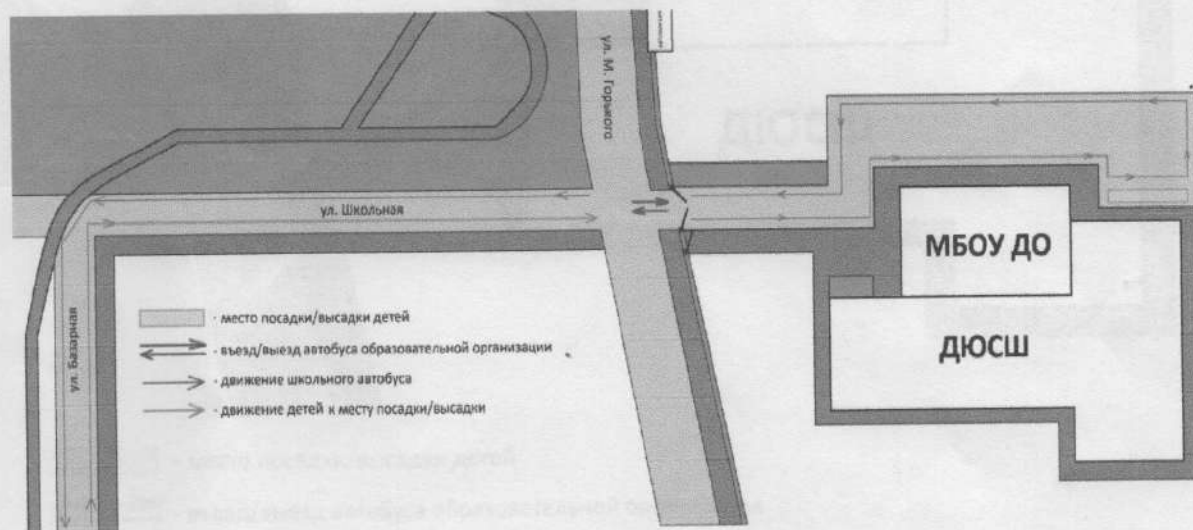 ул. М. Горького
ул. Школьная
МБОУ ДО
ДЮСШ
ул. Базарная
- место посадки/высадки детей
- въезд/выезд автобуса образовательной организации
- движение школьного автобуса
- движение детей к месту посадки/высадки